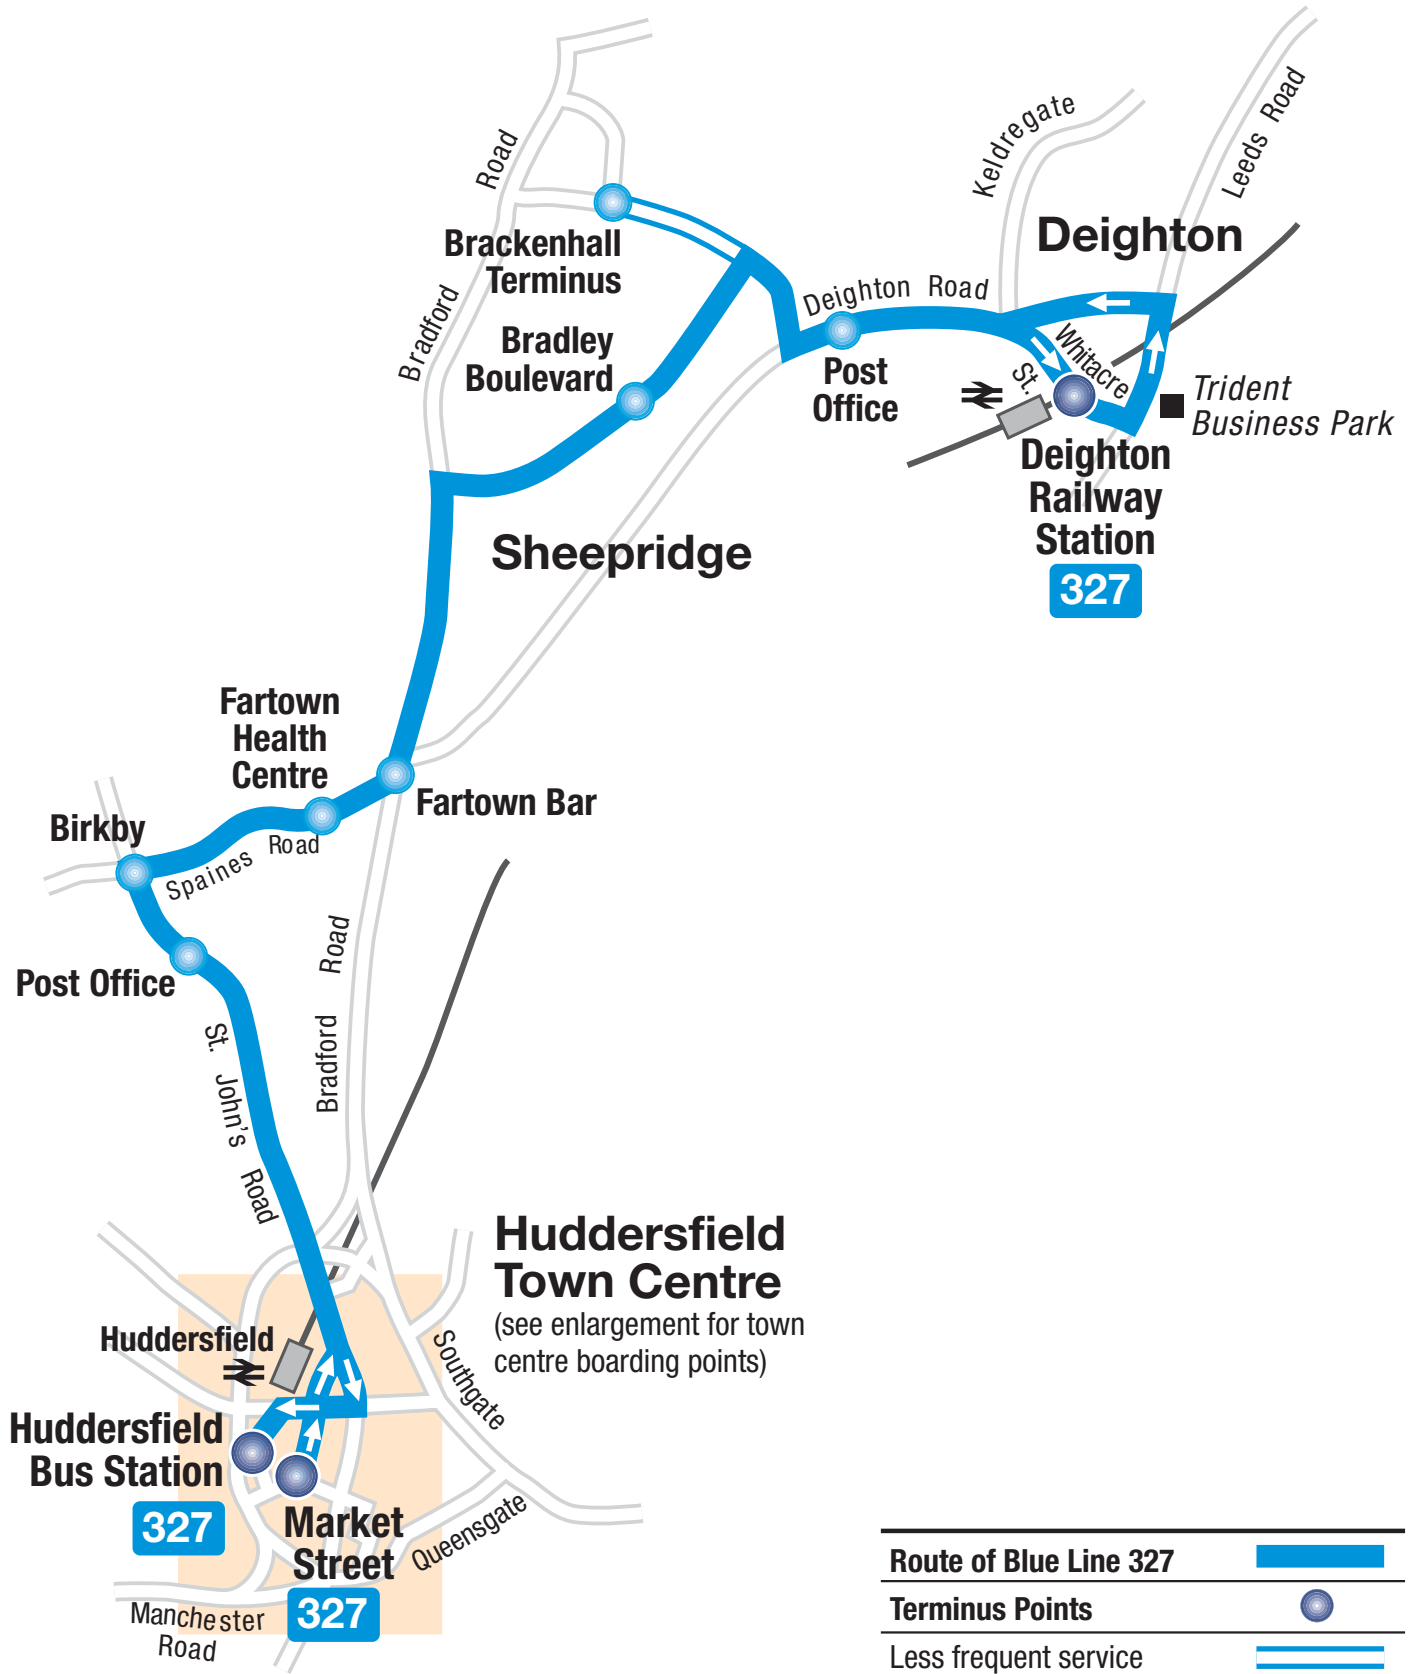 Road
Keldregate
Leeds Road
Deighton
Brackenhall
Terminus
Bradford
Deighton Road
Bradley
Boulevard
Whitacre
St.
Post
Office
Trident
Business Park
Deighton
Railway
Station
327
Sheepridge
Fartown
Health
Centre
Fartown Bar
Birkby
Spaines Road
Post Office
Bradford Road
St. John's Road
Huddersfield
Town Centre
(see enlargement for town
centre boarding points)
Huddersfield
Southgate
Huddersfield
Bus Station
327
Market
Street
327
Queensgate
Manchester
Road
Route of Blue Line 327
Terminus Points
Less frequent service